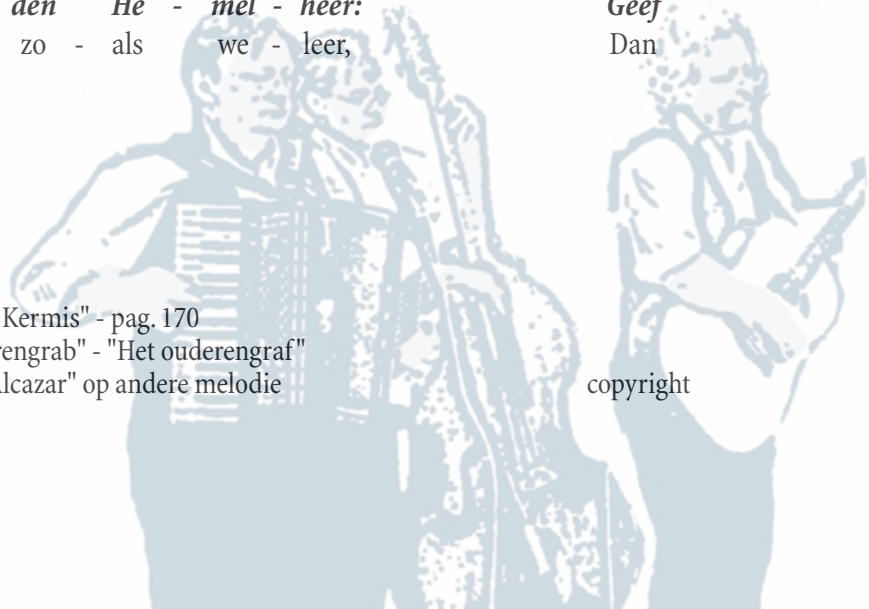 den He - mel - heer: Geef
zo - als we - leer, Dan
Kermis" - pag. 170
rengrab" - "Het ouderengraf"
lcazar" op andere melodie copyright